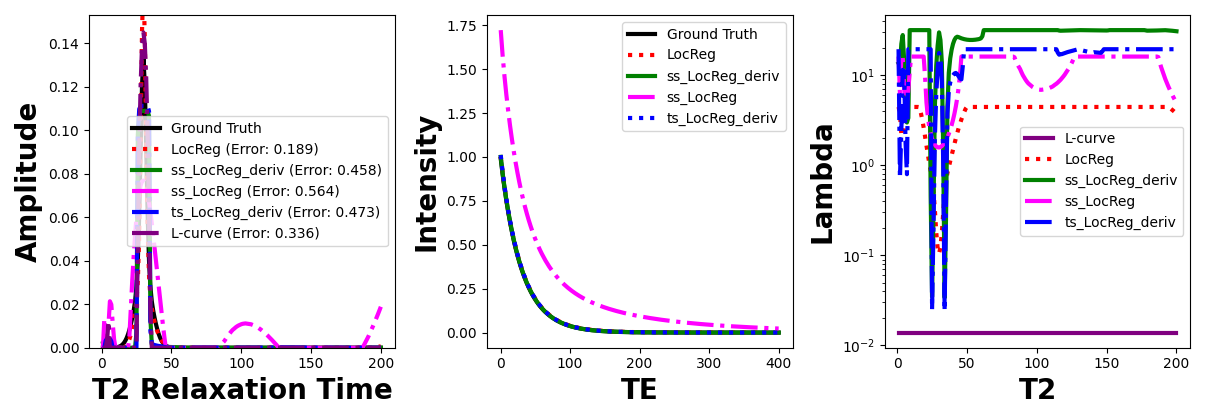 Amplitude
0.14
0.12
0.10
0.08
0.06
0.04
0.02
0.00
Ground Truth
LocReg (Error: 0.189)
ss_LocReg_deriv (Error: 0.458)
ss_LocReg (Error: 0.564)
ts_LocReg_deriv (Error: 0.473)
L-curve (Error: 0.336)
0 50 100 150 200
T2 Relaxation Time
Intensity
1.75
1.50
1.25
1.00
0.75
0.50
0.25
0.00
Ground Truth
LocReg
ss_LocReg_deriv
ss_LocReg
ts_LocReg_deriv
0 100 200 300 400
TE
Lambda
10¹
10⁰
10⁻¹
10⁻²
L-curve
LocReg
ss_LocReg_deriv
ss_LocReg
ts_LocReg_deriv
0 50 100 150 200
T2